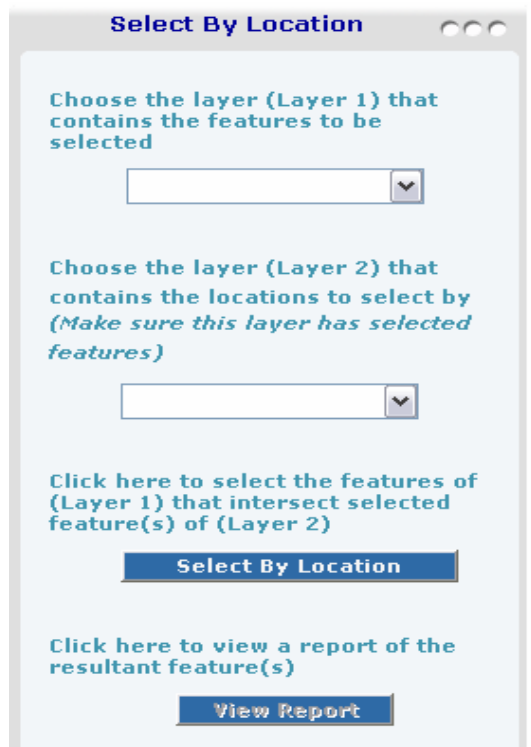 Select By Location
Choose the layer (Layer 1) that
contains the features to be
selected
Choose the layer (Layer 2) that
contains the locations to select by
(Make sure this layer has selected
features)
Click here to select the features of
(Layer 1) that intersect selected
feature(s) of (Layer 2)
Select By Location
Click here to view a report of the
resultant feature(s)
View Report